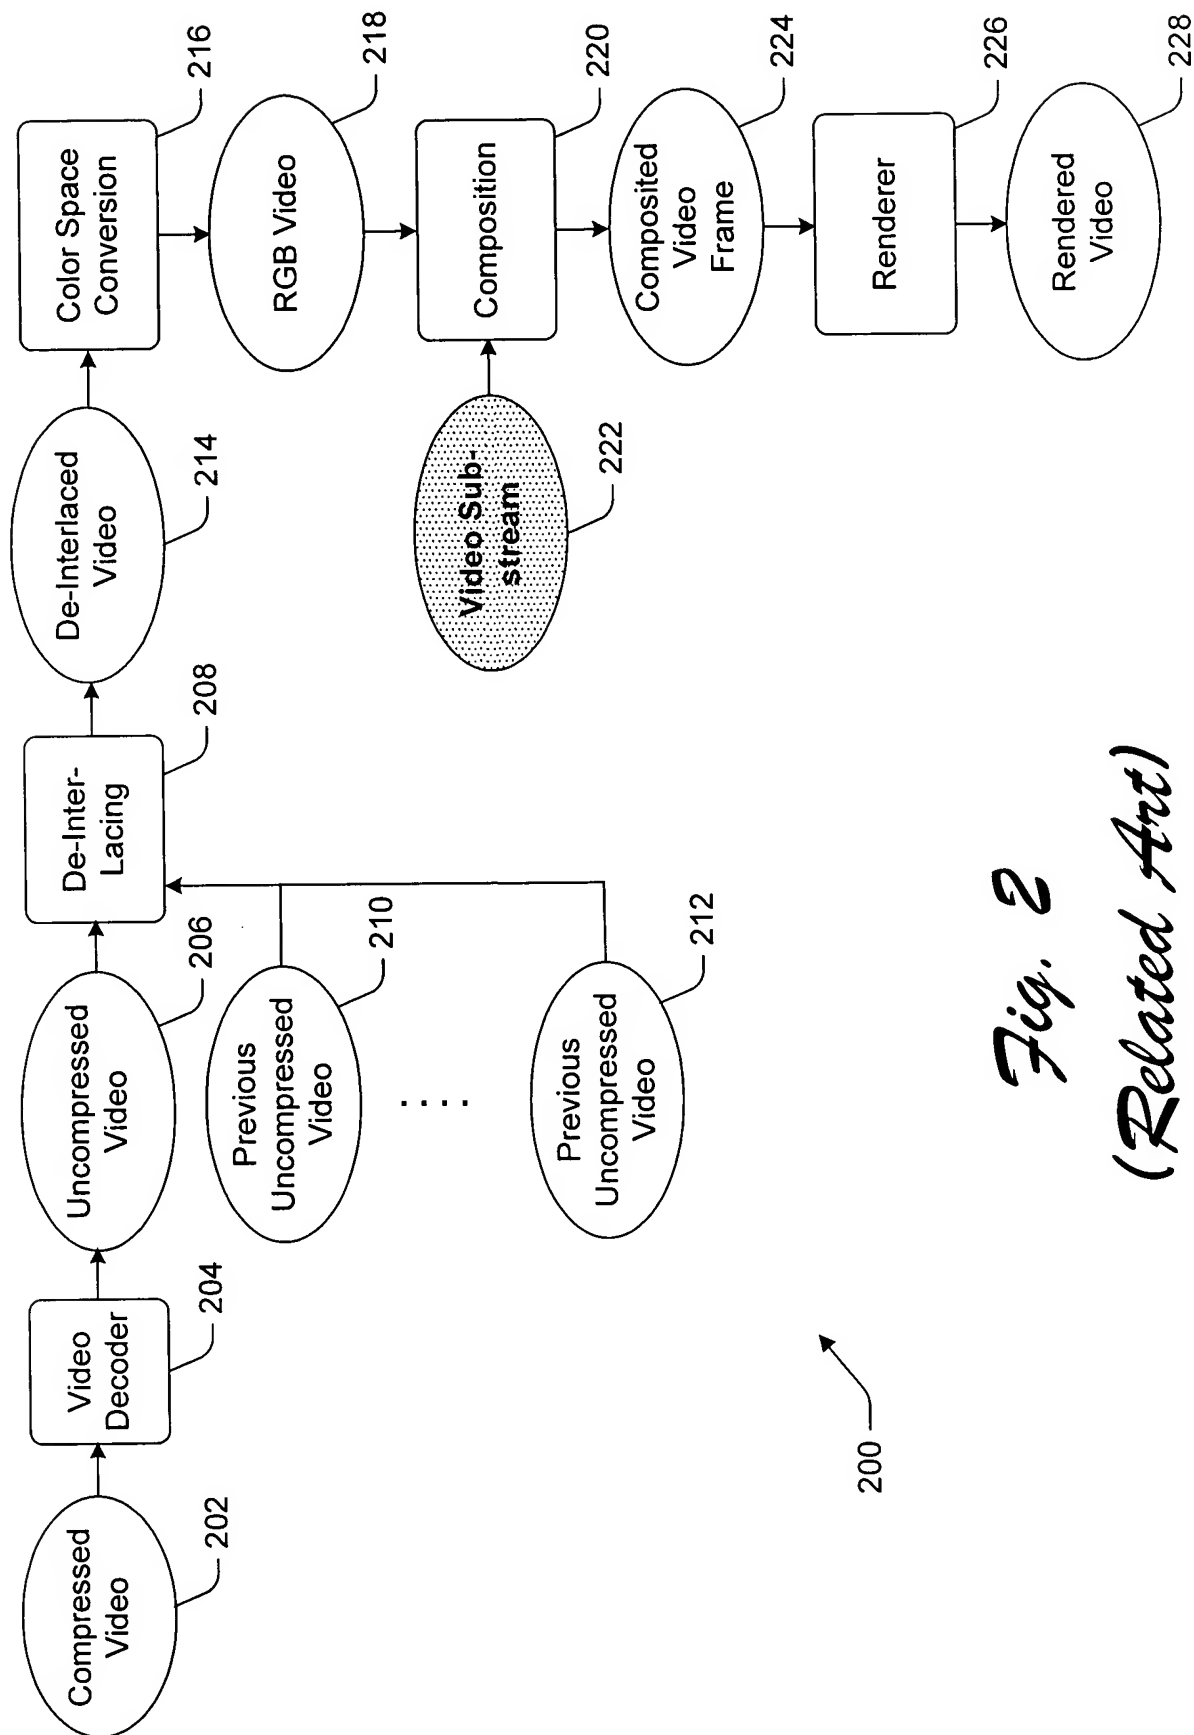 Compressed
Video
202
Video
Decoder
204
Uncompressed
Video
206
De-Inter-
Lacing
208
Previous
Uncompressed
Video
210
. . . .
Previous
Uncompressed
Video
212
De-Interlaced
Video
214
Color Space
Conversion
216
RGB Video
218
Video Sub-
stream
222
Composition
220
Composited
Video
Frame
224
Renderer
226
Rendered
Video
228
200
Fig. 2
(Related Art)